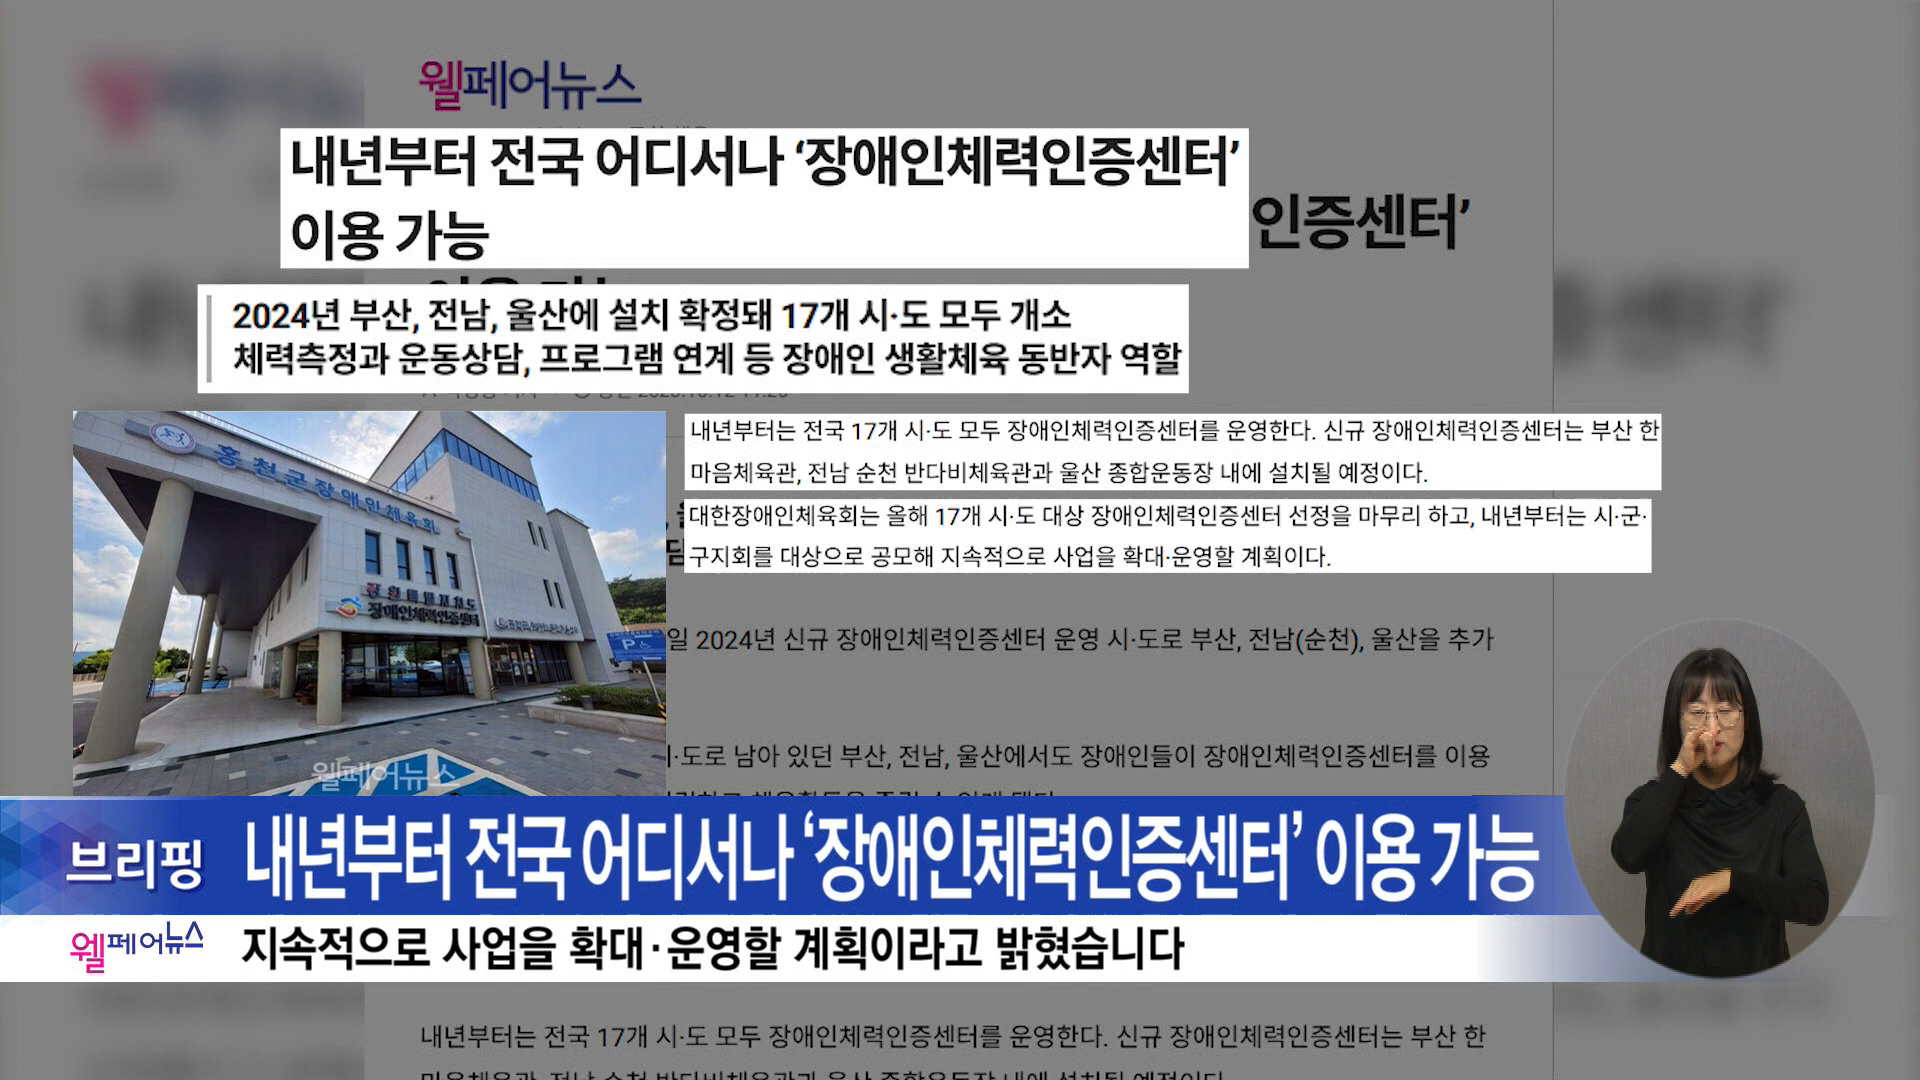 웰페어뉴스
내년부터 전국 어디서나 ‘장애인체력인증센터’
이용 가능
인증센터’
2024년 부산, 전남, 울산에 설치 확정돼 17개 시·도 모두 개소
체력측정과 운동상담, 프로그램 연계 등 장애인 생활체육 동반자 역할
내년부터는 전국 17개 시·도 모두 장애인체력인증센터를 운영한다. 신규 장애인체력인증센터는 부산 한
마음체육관, 전남 순천 반다비체육관과 울산 종합운동장 내에 설치될 예정이다.
대한장애인체육회는 올해 17개 시·도 대상 장애인체력인증센터 선정을 마무리 하고, 내년부터는 시·군·
구지회를 대상으로 공모해 지속적으로 사업을 확대·운영할 계획이다.
홍천군장애인체육회
강원특별자치도
장애인체력인증센터
P
웰페어뉴스
일 2024년 신규 장애인체력인증센터 운영 시·도로 부산, 전남(순천), 울산을 추가
시·도로 남아 있던 부산, 전남, 울산에서도 장애인들이 장애인체력인증센터를 이용
브리핑
내년부터 전국 어디서나 ‘장애인체력인증센터’ 이용 가능
웰페어뉴스
지속적으로 사업을 확대·운영할 계획이라고 밝혔습니다
내년부터는 전국 17개 시·도 모두 장애인체력인증센터를 운영한다. 신규 장애인체력인증센터는 부산 한